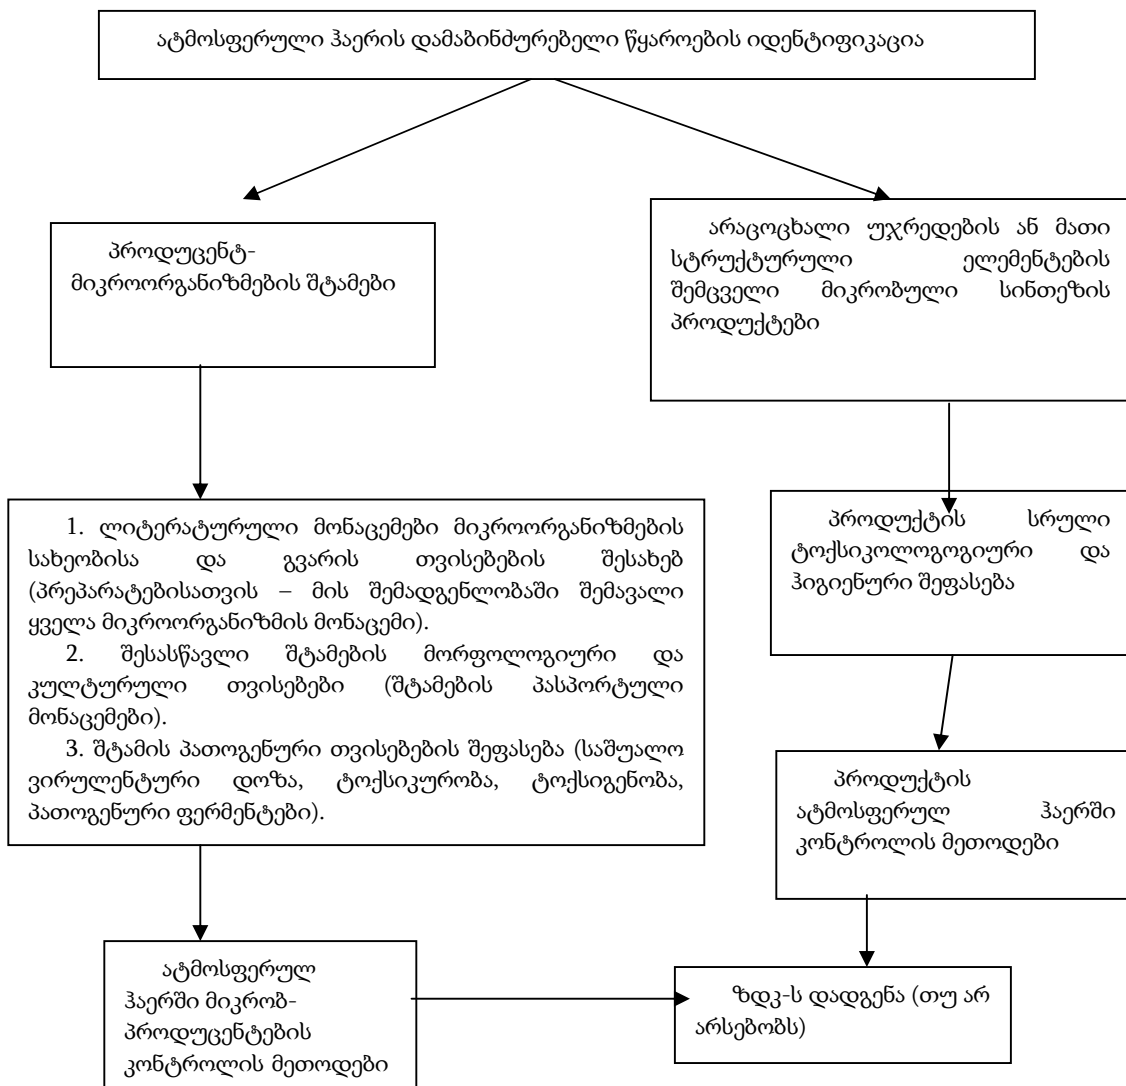 ატმოსფერული ჰაერის დამაბინძურებელი წყაროების იდენტიფიკაცია
პროდუცენტ-
მიკროორგანიზმების შტამები
არაცოცხალი უჯრედების ან მათი
სტრუქტურული ელემენტების
შემცველი მიკრობული სინთეზის
პროდუქტები
1. ლიტერატურული მონაცემები მიკროორგანიზმების
სახეობისა და გვარის თვისებების შესახებ
(პრეპარატებისათვის – მის შემადგენლობაში შემავალი
ყველა მიკროორგანიზმის მონაცემი).
2. შესასწავლი შტამების მორფოლოგიური და
კულტურული თვისებები (შტამების პასპორტული
მონაცემები).
3. შტამის პათოგენური თვისებების შეფასება (საშუალო
ვირულენტური დოზა, ტოქსიკურობა, ტოქსიგენობა,
პათოგენური ფერმენტები).
პროდუქტის სრული
ტოქსიკოლოგოგიური და
ჰიგიენური შეფასება
პროდუქტის
ატმოსფერულ ჰაერში
კონტროლის მეთოდები
ატმოსფერულ
ჰაერში მიკრობ-
პროდუცენტების
კონტროლის მეთოდები
ზდკ-ს დადგენა (თუ არ
არსებობს)